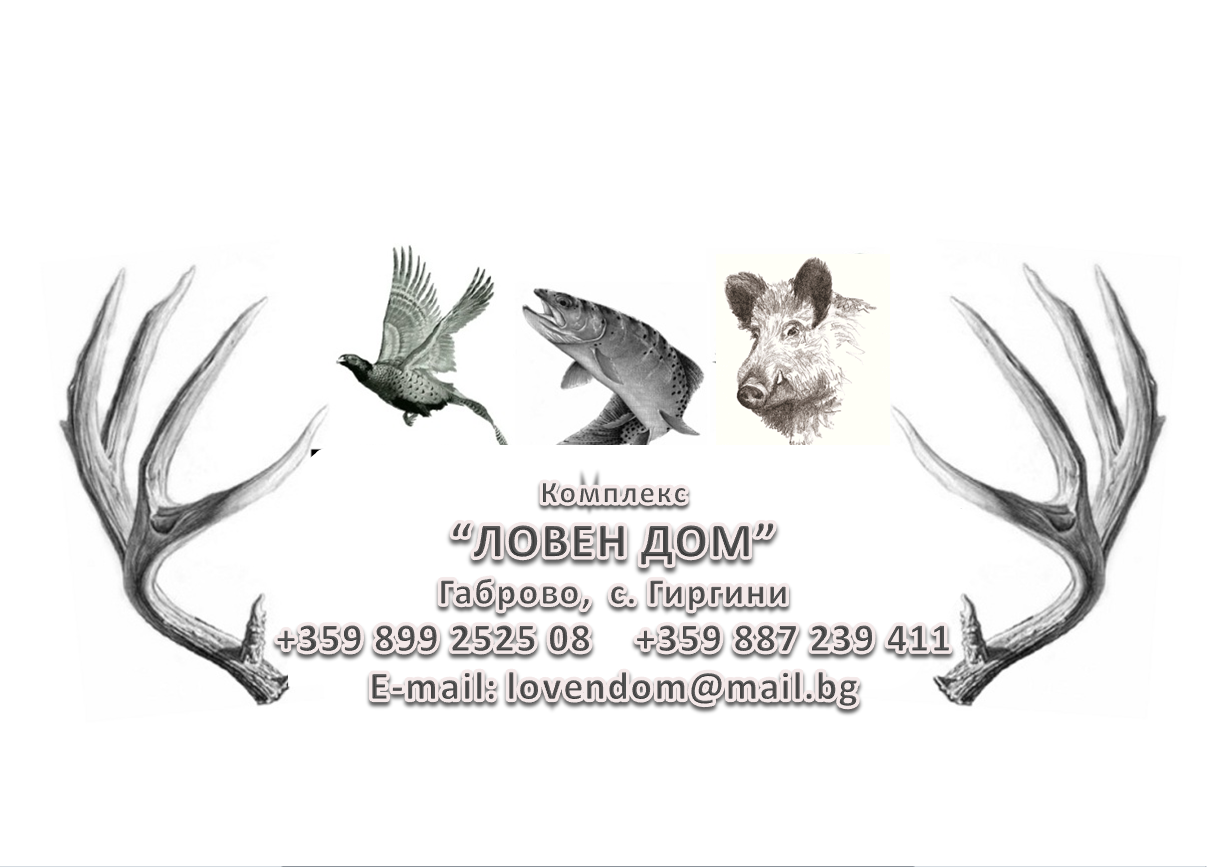 Комплекс
“ЛОВЕН ДОМ”
Габрово, с. Гиргини
+359 899 2525 08 +359 887 239 411
E-mail: lovendom@mail.bg